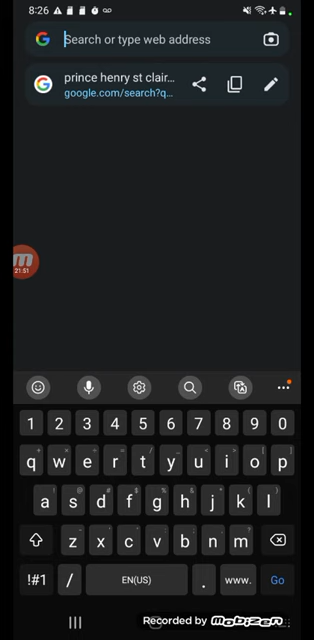 8:26
Search or type web address
prince henry st clair...
google.com/search?q...
21:51
1 2 3 4 5 6 7 8 9 0
q w e r t y u i o p
a s d f g h j k l
z x c v b n m
!#1 / EN(US) . www. Go
Recorded by mobizen